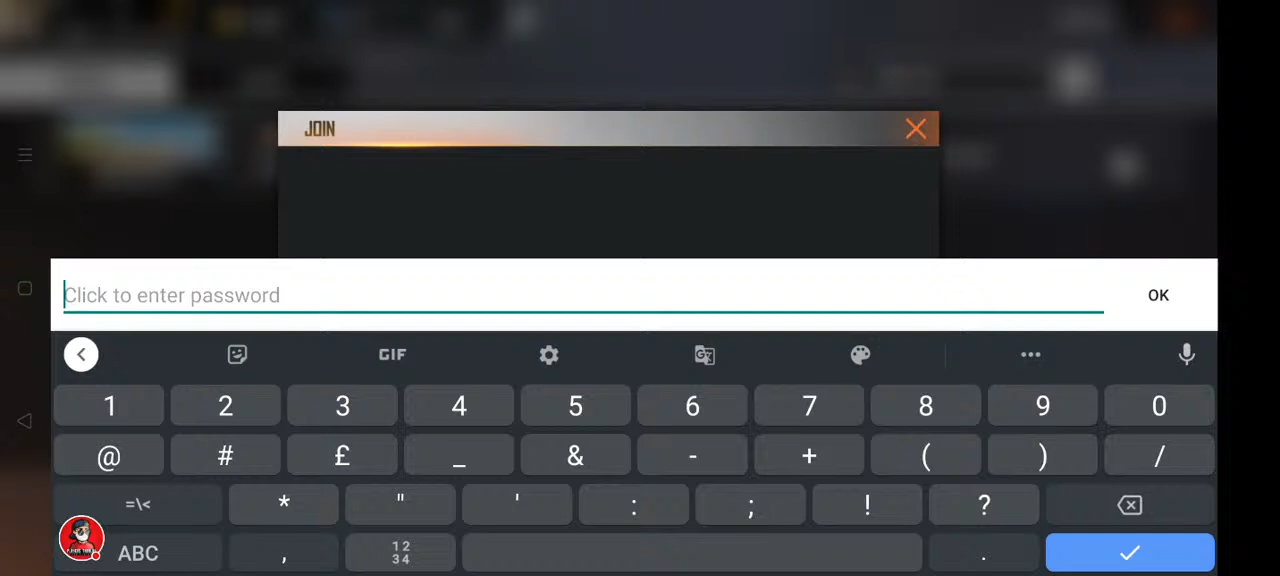 JOIN
Click to enter password
OK
GIF
1 2 3 4 5 6 7 8 9 0
@ # £ _ & - + ( ) /
=\< * " ' : ; ! ?
ABC , 12 34 .